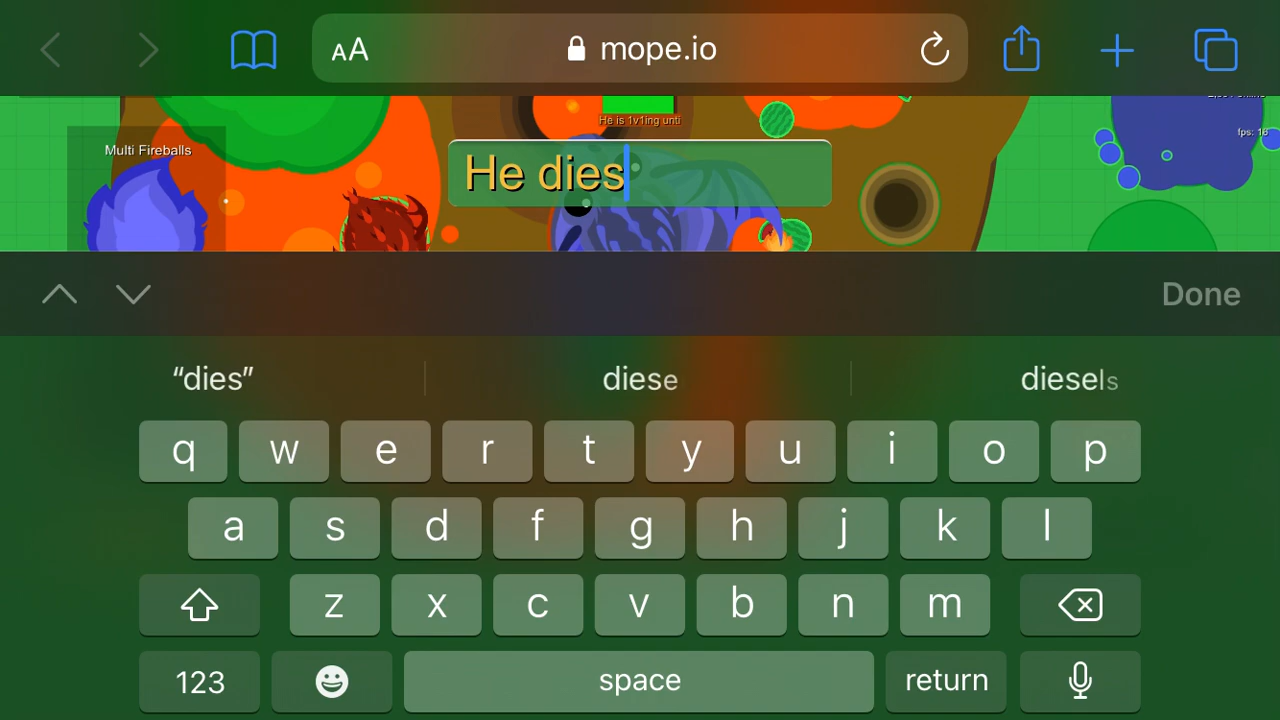 AA mope.io
He is 1v1ing unti
fps: 16
Multi Fireballs
He dies
Done
“dies” diese diesels
q w e r t y u i o p
a s d f g h j k l
z x c v b n m
123 space return